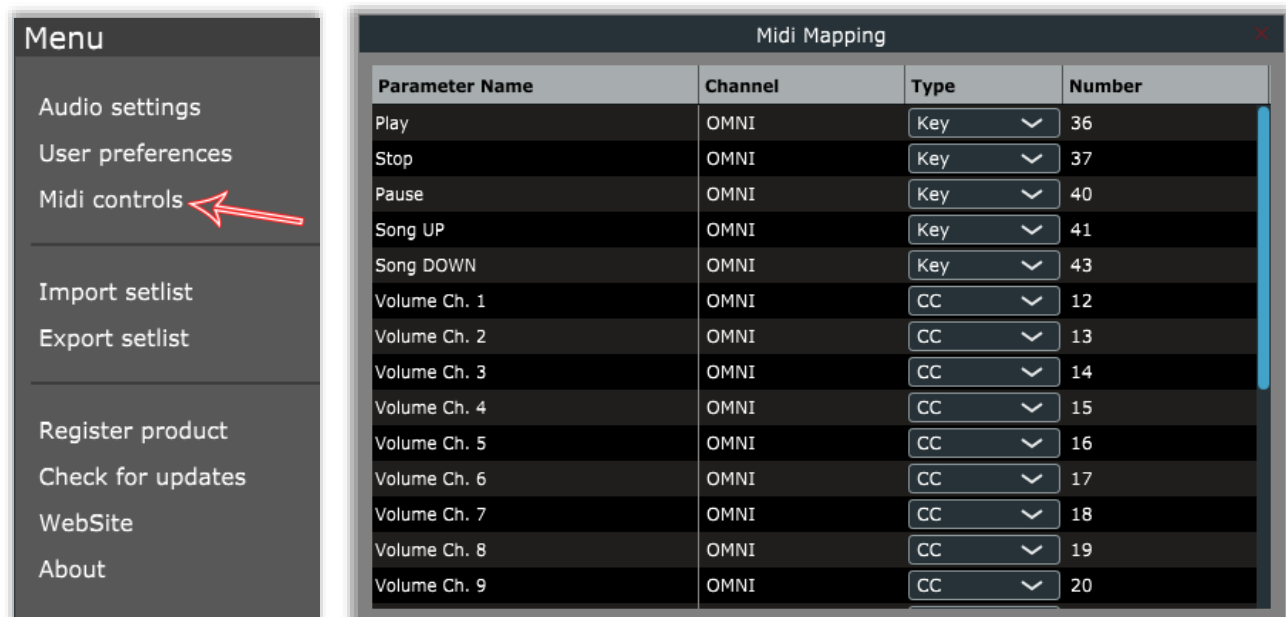 Menu
Audio settings
User preferences
Midi controls
Import setlist
Export setlist
Register product
Check for updates
WebSite
About
Midi Mapping
Parameter Name Channel Type Number
Play OMNI Key 36
Stop OMNI Key 37
Pause OMNI Key 40
Song UP OMNI Key 41
Song DOWN OMNI Key 43
Volume Ch. 1 OMNI CC 12
Volume Ch. 2 OMNI CC 13
Volume Ch. 3 OMNI CC 14
Volume Ch. 4 OMNI CC 15
Volume Ch. 5 OMNI CC 16
Volume Ch. 6 OMNI CC 17
Volume Ch. 7 OMNI CC 18
Volume Ch. 8 OMNI CC 19
Volume Ch. 9 OMNI CC 20